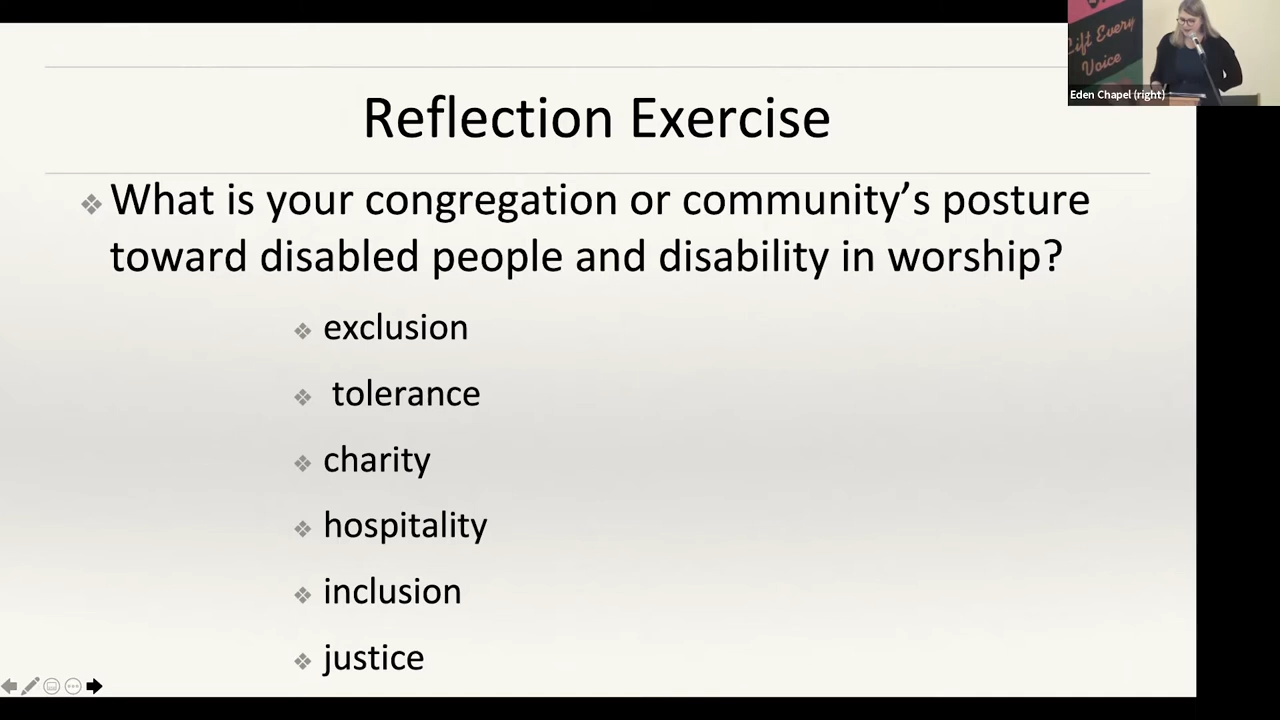 Reflection Exercise
What is your congregation or community’s posture
toward disabled people and disability in worship?
exclusion
tolerance
charity
hospitality
inclusion
justice
Lift Every
Voice
Eden Chapel (right)